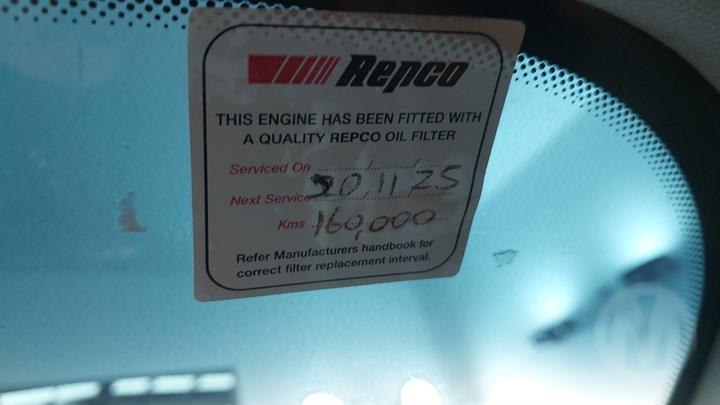 Repco
THIS ENGINE HAS BEEN FITTED WITH
A QUALITY REPCO OIL FILTER
Serviced On ............/............/............
Next Service 30/11/25
Kms 160,000
Refer Manufacturers handbook for
correct filter replacement interval.
M